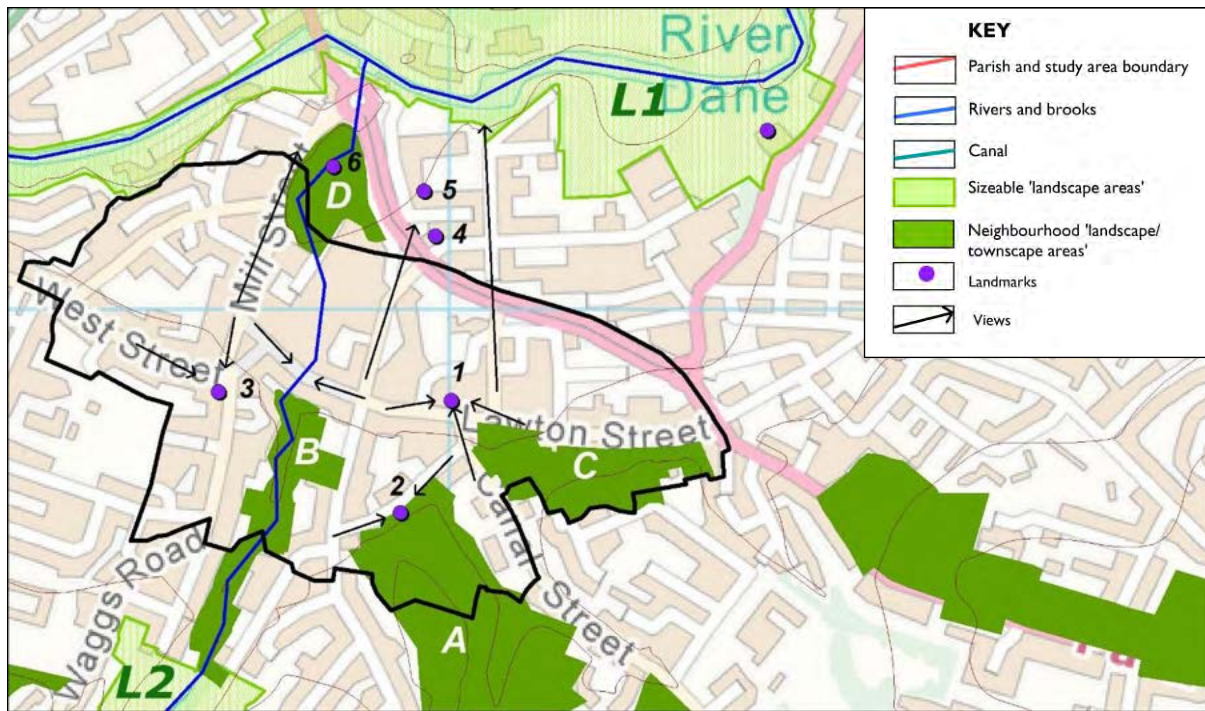 River
Dane
L1
6
D
5
4
Mill Street
West Street
3
1
Lawton Street
B
C
2
Canal Street
Waggs Road
A
L2
KEY
Parish and study area boundary
Rivers and brooks
Canal
Sizeable 'landscape areas'
Neighbourhood 'landscape/
townscape areas'
Landmarks
Views